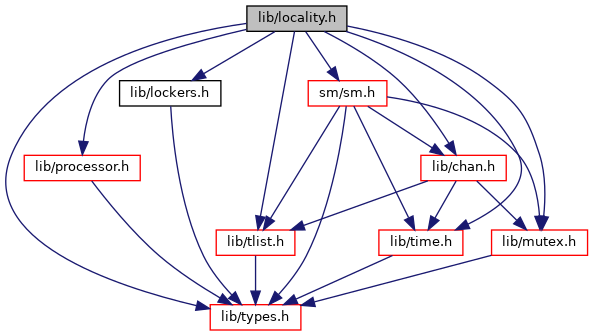 lib/locality.h
lib/lockers.h
sm/sm.h
lib/processor.h
lib/chan.h
lib/tlist.h
lib/time.h
lib/mutex.h
lib/types.h